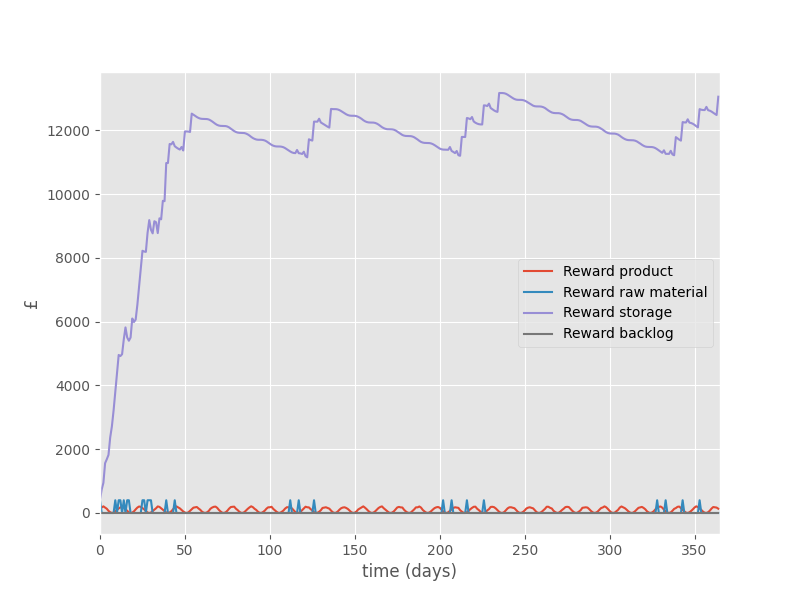 12000
10000
8000
6000
4000
2000
0
£
Reward product
Reward raw material
Reward storage
Reward backlog
0 50 100 150 200 250 300 350
time (days)